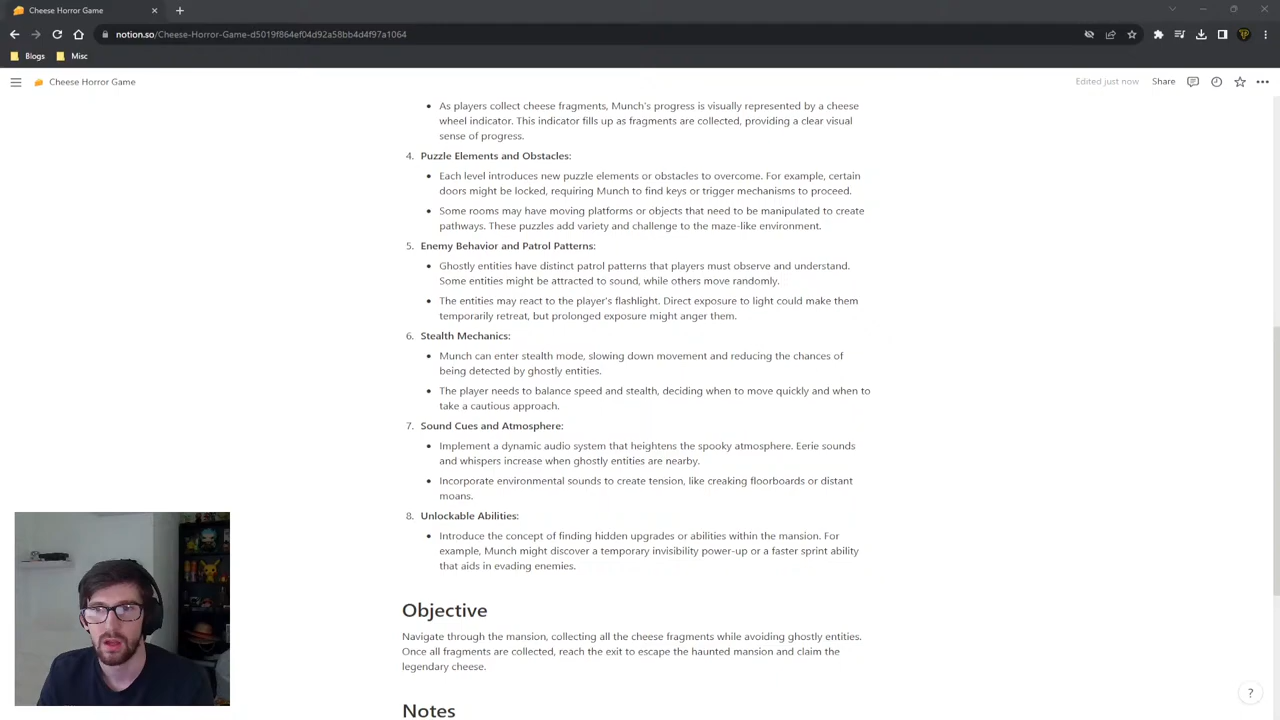 Cheese Horror Game
notion.so/Cheese-Horror-Game-d5019f864ef04d92a58bb4d4f97a1064
Blogs
Misc
Cheese Horror Game
Edited just now
Share
• As players collect cheese fragments, Munch's progress is visually represented by a cheese
wheel indicator. This indicator fills up as fragments are collected, providing a clear visual
sense of progress.
4. Puzzle Elements and Obstacles:
• Each level introduces new puzzle elements or obstacles to overcome. For example, certain
doors might be locked, requiring Munch to find keys or trigger mechanisms to proceed.
• Some rooms may have moving platforms or objects that need to be manipulated to create
pathways. These puzzles add variety and challenge to the maze-like environment.
5. Enemy Behavior and Patrol Patterns:
• Ghostly entities have distinct patrol patterns that players must observe and understand.
Some entities might be attracted to sound, while others move randomly.
• The entities may react to the player's flashlight. Direct exposure to light could make them
temporarily retreat, but prolonged exposure might anger them.
6. Stealth Mechanics:
• Munch can enter stealth mode, slowing down movement and reducing the chances of
being detected by ghostly entities.
• The player needs to balance speed and stealth, deciding when to move quickly and when to
take a cautious approach.
7. Sound Cues and Atmosphere:
• Implement a dynamic audio system that heightens the spooky atmosphere. Eerie sounds
and whispers increase when ghostly entities are nearby.
• Incorporate environmental sounds to create tension, like creaking floorboards or distant
moans.
8. Unlockable Abilities:
• Introduce the concept of finding hidden upgrades or abilities within the mansion. For
example, Munch might discover a temporary invisibility power-up or a faster sprint ability
that aids in evading enemies.
Objective
Navigate through the mansion, collecting all the cheese fragments while avoiding ghostly entities.
Once all fragments are collected, reach the exit to escape the haunted mansion and claim the
legendary cheese.
Notes
?